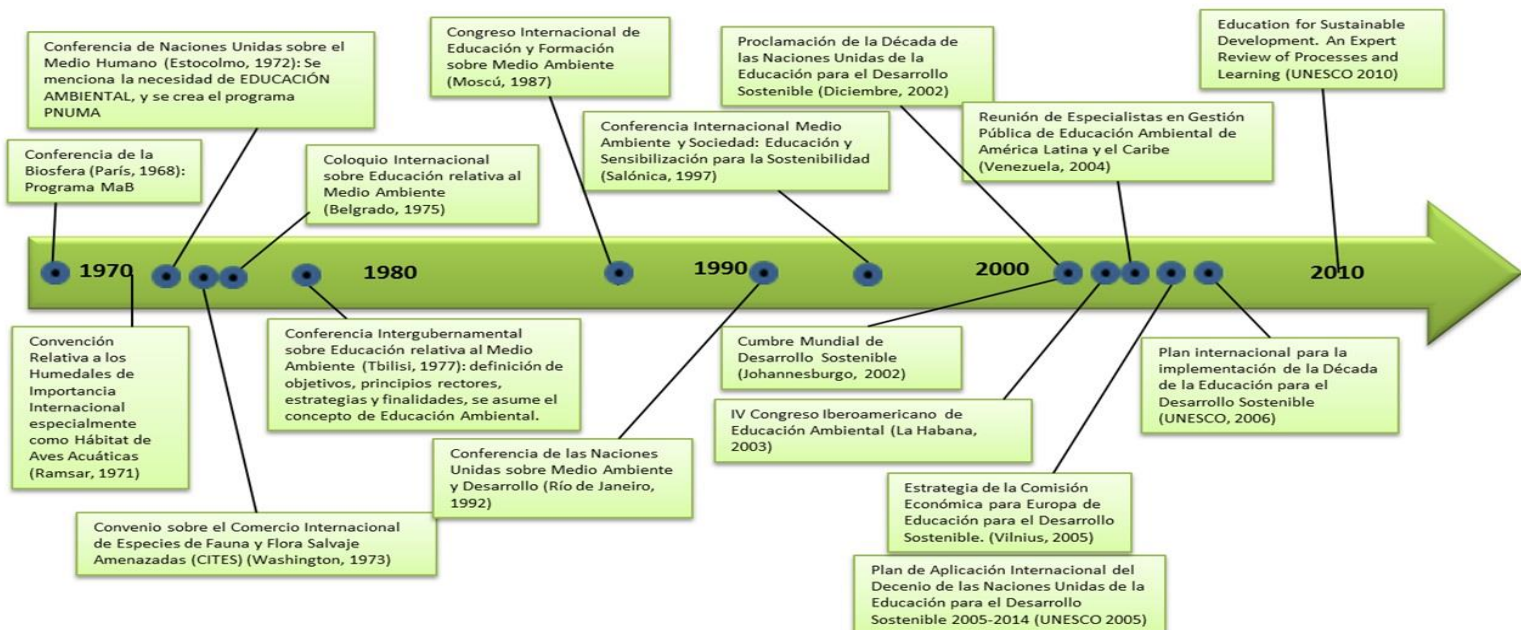 Conferencia de Naciones Unidas sobre el
Medio Humano (Estocolmo, 1972): Se
menciona la necesidad de EDUCACIÓN
AMBIENTAL, y se crea el programa
PNUMA
Congreso Internacional de
Educación y Formación
sobre Medio Ambiente
(Moscú, 1987)
Proclamación de la Década de
las Naciones Unidas de la
Educación para el Desarrollo
Sostenible (Diciembre, 2002)
Education for Sustainable
Development. An Expert
Review of Processes and
Learning (UNESCO 2010)
Conferencia de la
Biosfera (París, 1968):
Programa MaB
Coloquio Internacional
sobre Educación relativa al
Medio Ambiente
(Belgrado, 1975)
Conferencia Internacional Medio
Ambiente y Sociedad: Educación y
Sensibilización para la Sostenibilidad
(Salónica, 1997)
Reunión de Especialistas en Gestión
Pública de Educación Ambiental de
América Latina y el Caribe
(Venezuela, 2004)
1970
1980
1990
2000
2010
Convención
Relativa a los
Humedales de
Importancia
Internacional
especialmente
como Hábitat de
Aves Acuáticas
(Ramsar, 1971)
Conferencia Intergubernamental
sobre Educación relativa al Medio
Ambiente (Tbilisi, 1977): definición de
objetivos, principios rectores,
estrategias y finalidades, se asume el
concepto de Educación Ambiental.
Cumbre Mundial de
Desarrollo Sostenible
(Johannesburgo, 2002)
Plan internacional para la
implementación de la Década
de la Educación para el
Desarrollo Sostenible
(UNESCO, 2006)
IV Congreso Iberoamericano de
Educación Ambiental (La Habana,
2003)
Conferencia de las Naciones
Unidas sobre Medio Ambiente
y Desarrollo (Río de Janeiro,
1992)
Estrategia de la Comisión
Económica para Europa de
Educación para el Desarrollo
Sostenible. (Vilnius, 2005)
Convenio sobre el Comercio Internacional
de Especies de Fauna y Flora Salvaje
Amenazadas (CITES) (Washington, 1973)
Plan de Aplicación Internacional del
Decenio de las Naciones Unidas de la
Educación para el Desarrollo
Sostenible 2005-2014 (UNESCO 2005)